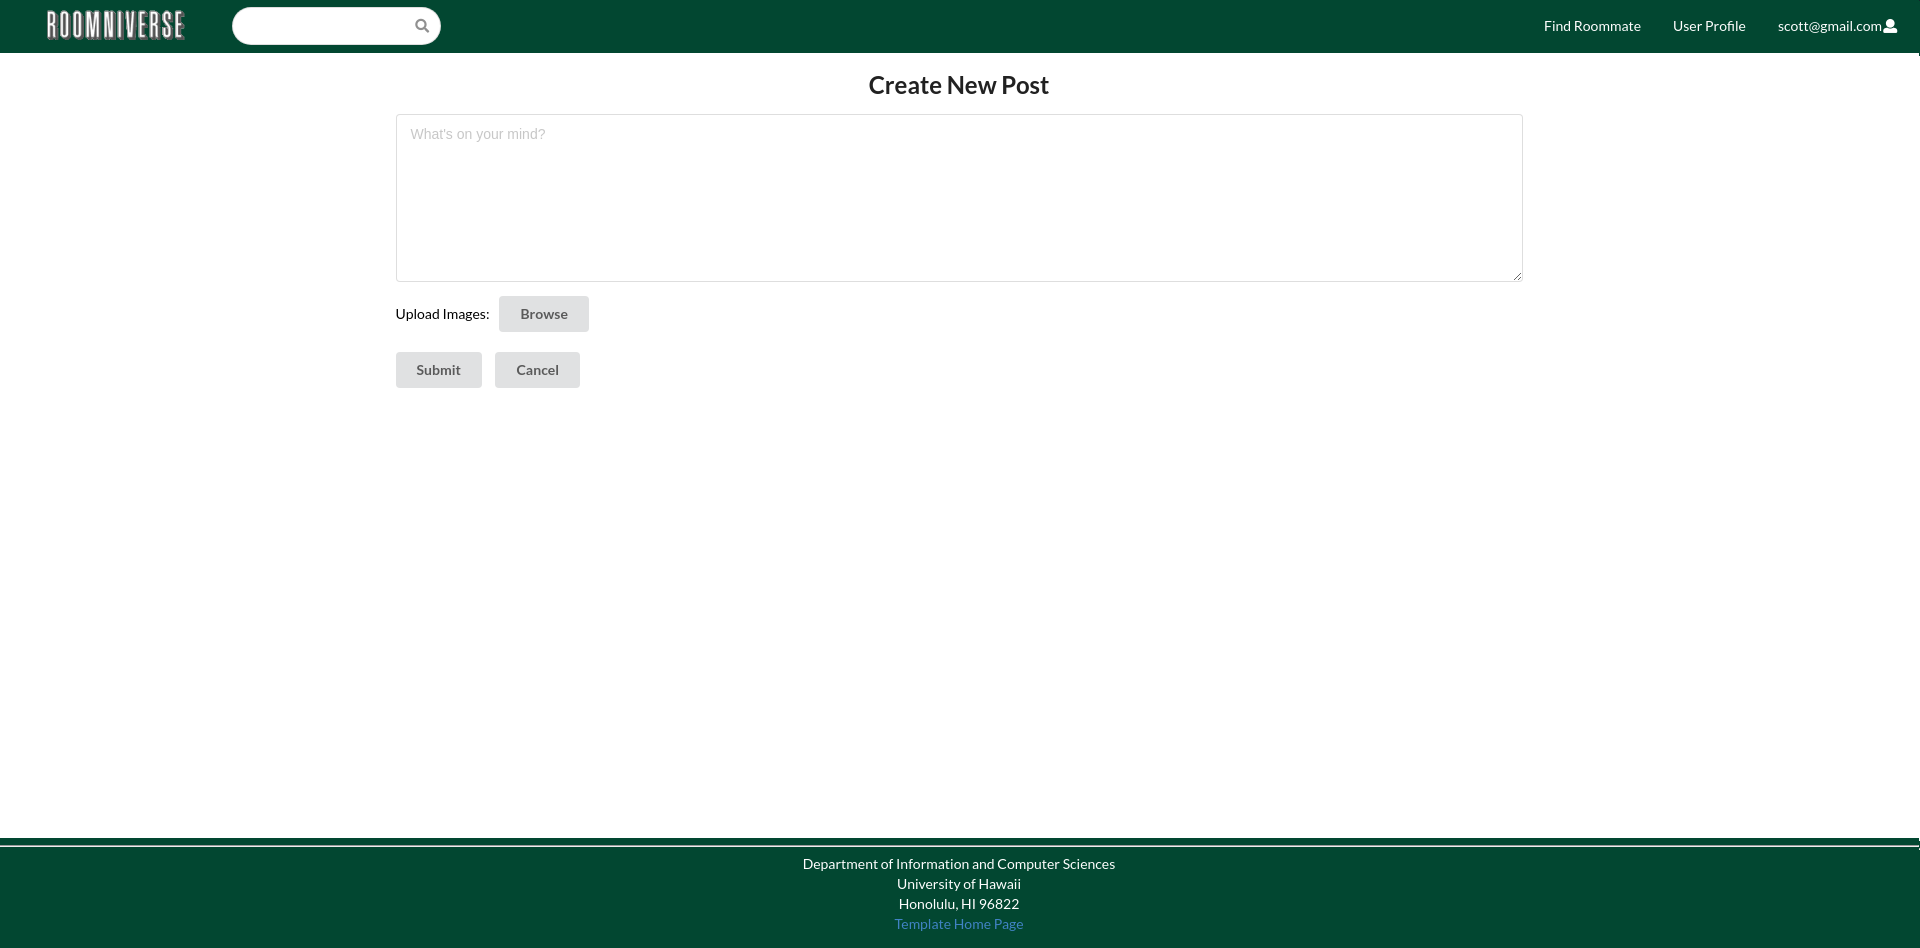 ROOMNIVERSE
Find Roommate
User Profile
scott@gmail.com
Create New Post
What's on your mind?
Upload Images:
Browse
Submit
Cancel
Department of Information and Computer Sciences
University of Hawaii
Honolulu, HI 96822
Template Home Page